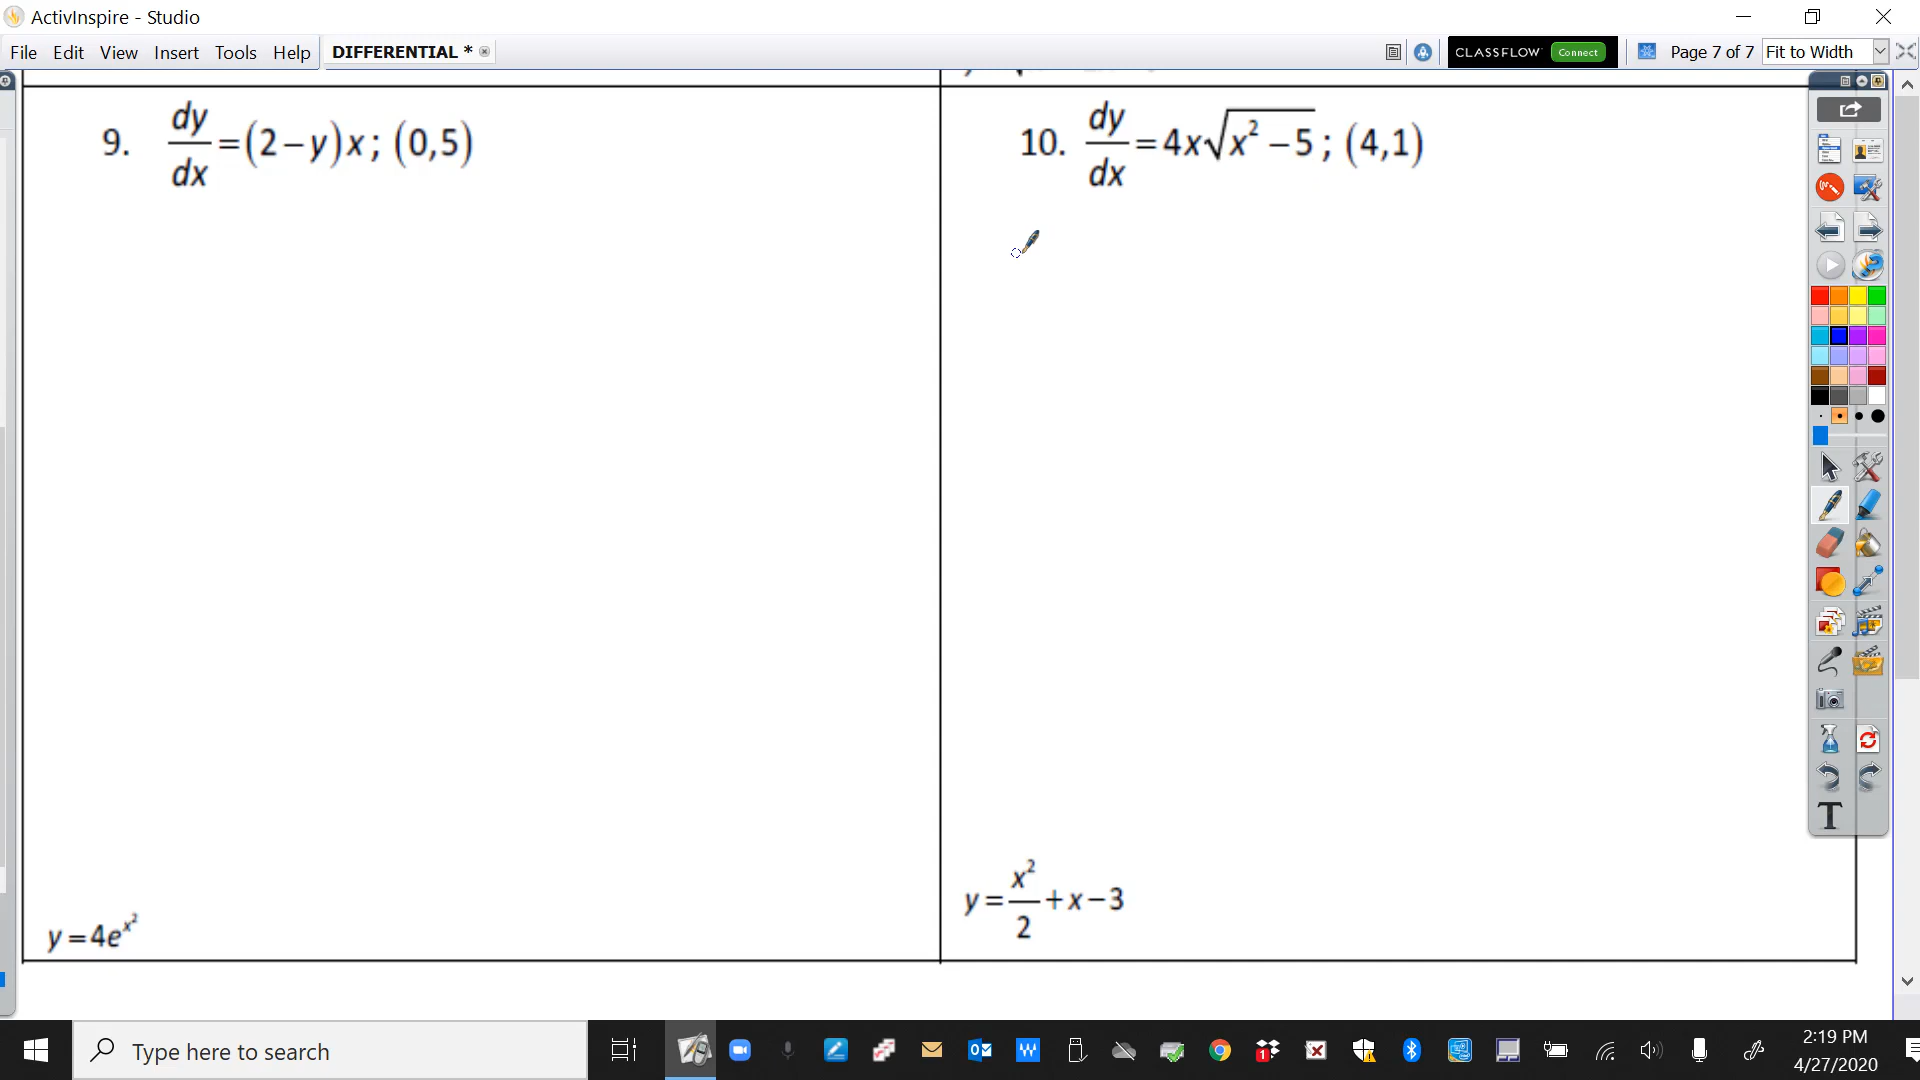 ActivInspire - Studio
File Edit View Insert Tools Help DIFFERENTIAL * CLASSFLOW Connect Page 7 of 7 Fit to Width
9. dy/dx = (2 − y) x ; (0,5)
10. dy/dx = 4x√(x² − 5) ; (4,1)
y = 4e^(x²)
y = x²/2 + x − 3
T
Type here to search
2:19 PM
4/27/2020